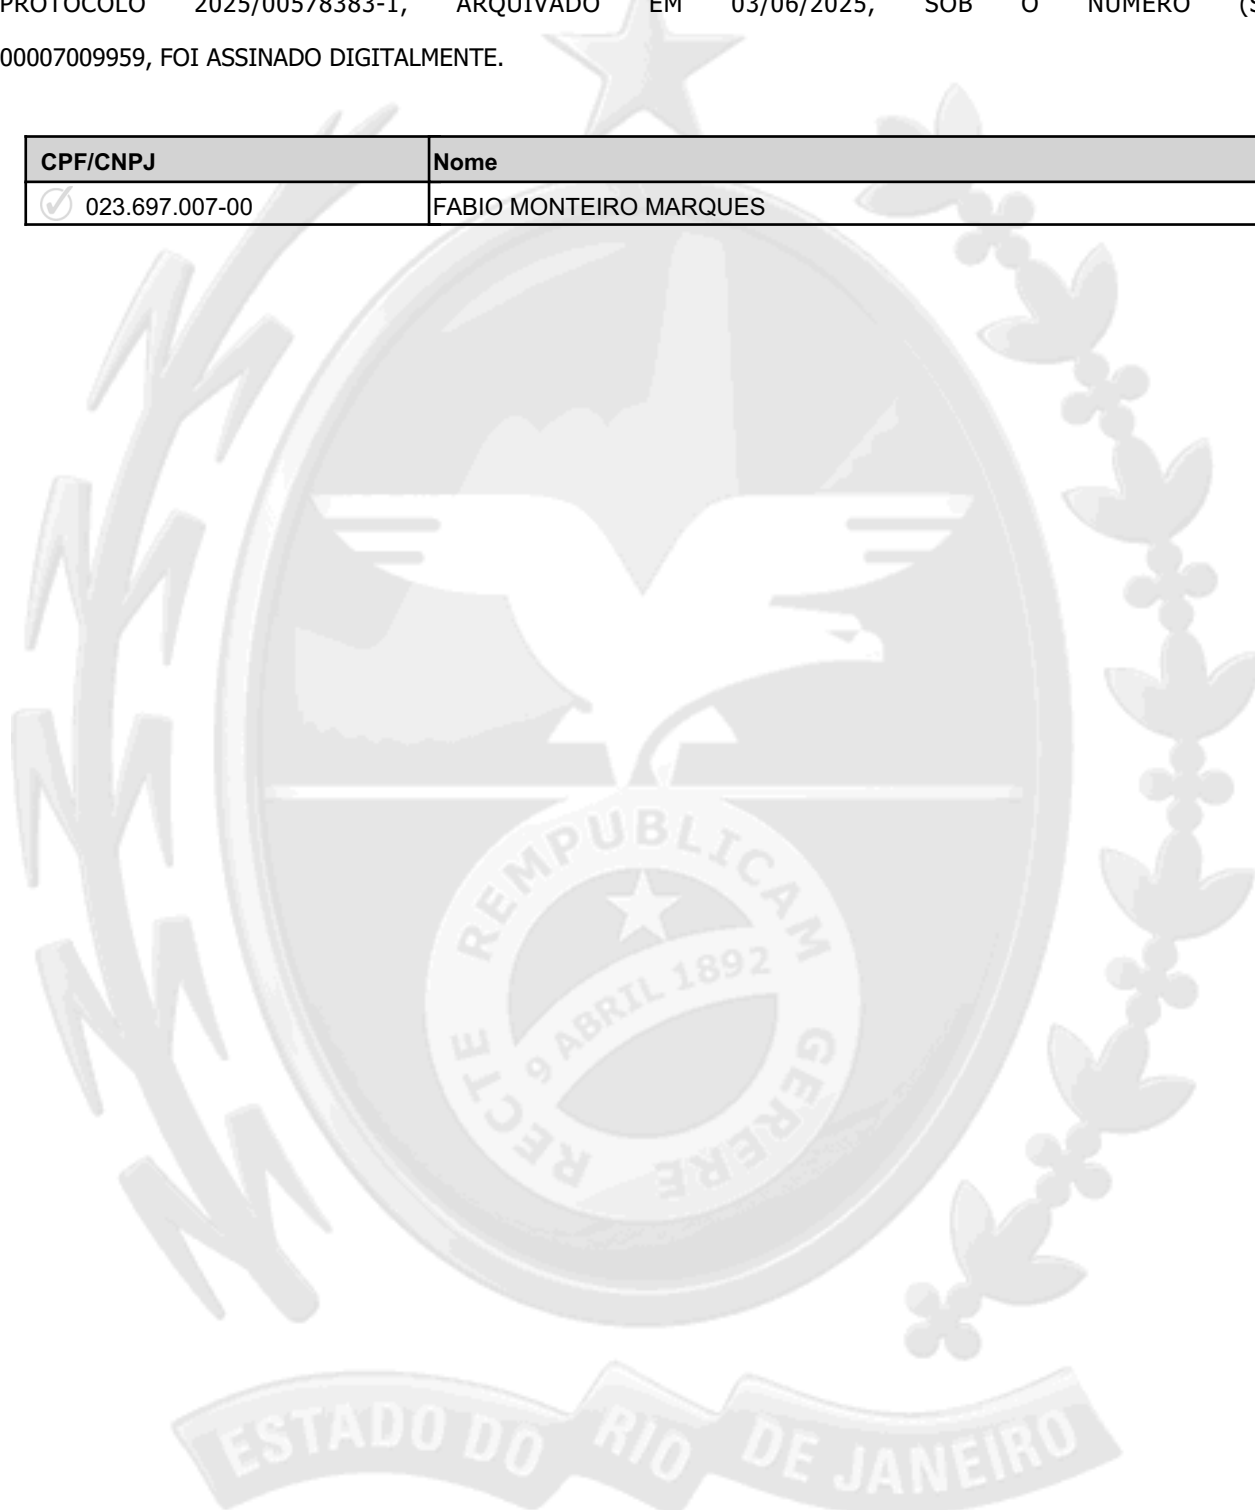 PROTOCOLO 2025/00578383-1, ARQUIVADO EM 03/06/2025, SOB O NÚMERO (S
00007009959, FOI ASSINADO DIGITALMENTE.
CPF/CNPJ Nome
023.697.007-00 FABIO MONTEIRO MARQUES
RECTE REMPUBLICAM GERERE
9 ABRIL 1892
ESTADO DO RIO DE JANEIRO